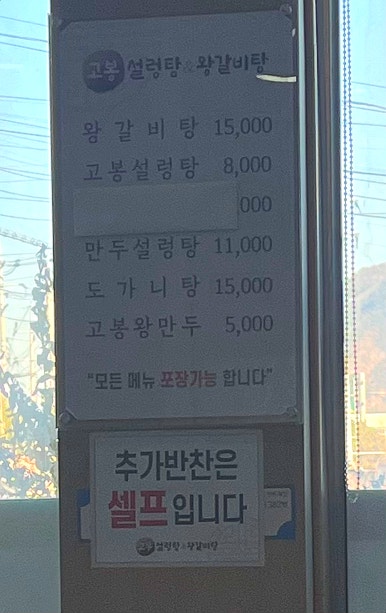 고봉 설렁탕&왕갈비탕
왕갈비탕 15,000
고봉설렁탕 8,000
,000
만두설렁탕 11,000
도가니탕 15,000
고봉왕만두 5,000
"모든 메뉴 포장가능 합니다"
추가반찬은
셀프입니다
고봉 설렁탕&왕갈비탕